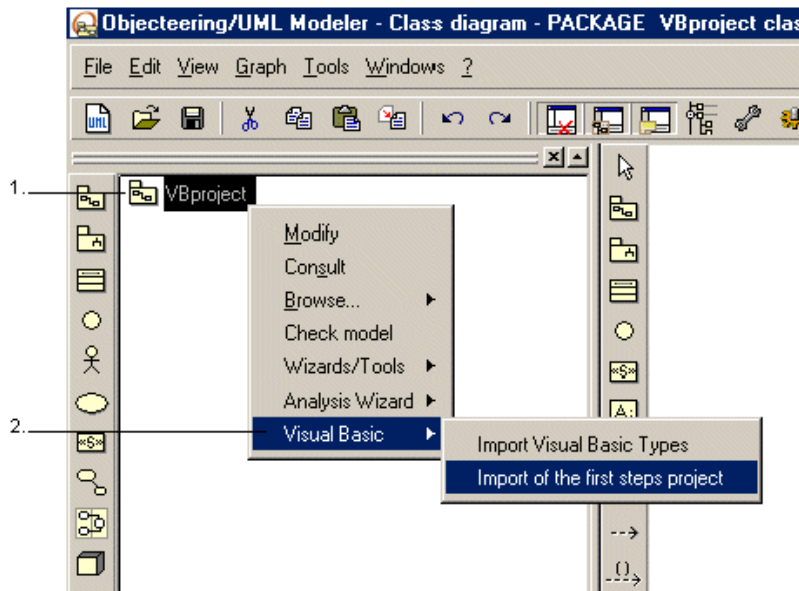 Objecteering/UML Modeler - Class diagram - PACKAGE VBproject clas
File Edit View Graph Tools Windows ?
UML
1.
VBproject
Modify
Consult
Browse...
Check model
Wizards/Tools
Analysis Wizard
2.
Visual Basic
Import Visual Basic Types
Import of the first steps project
«S»
«S»
A:
()